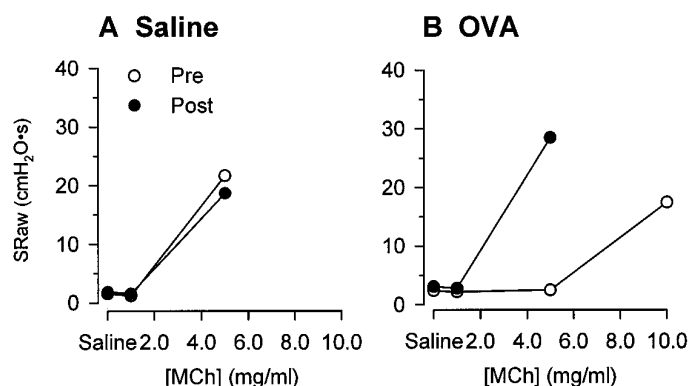 A Saline
B OVA
SRaw (cmH₂O•s)
40
30
20
10
0
Pre
Post
Saline 2.0 4.0 6.0 8.0 10.0
[MCh] (mg/ml)
40
30
20
10
0
Saline 2.0 4.0 6.0 8.0 10.0
[MCh] (mg/ml)